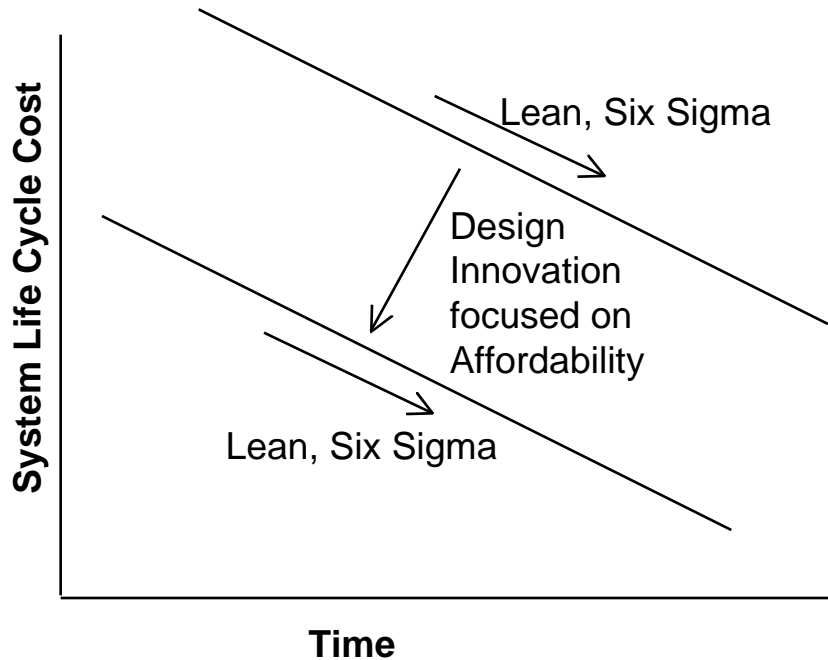 System Life Cycle Cost
Lean, Six Sigma
Design
Innovation
focused on
Affordability
Lean, Six Sigma
Time